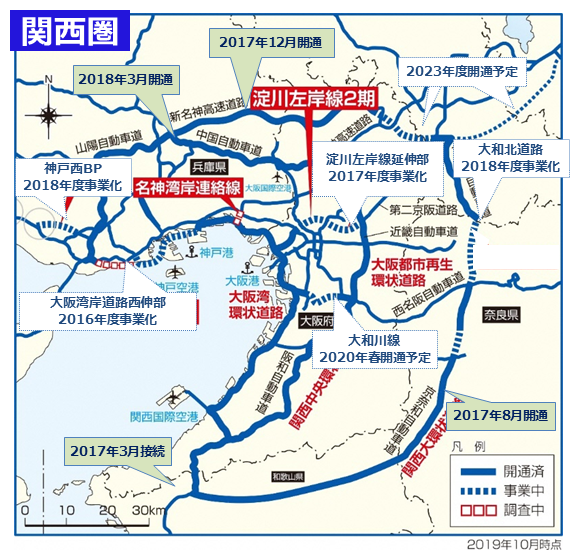 関西圏
2017年12月開通
2018年3月開通
2023年度開通予定
新名神高速道路
淀川左岸線2期
高速道路
山陽自動車道
中国自動車道
大和北道路
2018年度事業化
神戸西BP
2018年度事業化
兵庫県
名神湾岸連絡線
大阪国際空港
淀川左岸線延伸部
2017年度事業化
第二京阪道路
近畿自動車道
神戸港
大阪港
神戸空港
大阪湾
環状道路
大阪都市再生
環状道路
西名阪自動車道
大阪湾岸道路西伸部
2016年度事業化
大阪府
奈良県
大和川線
2020年春開通予定
阪和自動車道
関西中央環
京奈和自動車道
関西大環状道
関西国際空港
2017年8月開通
2017年3月接続
和歌山県
凡例
開通済
事業中
調査中
N
0 10 20 30km
2019年10月時点